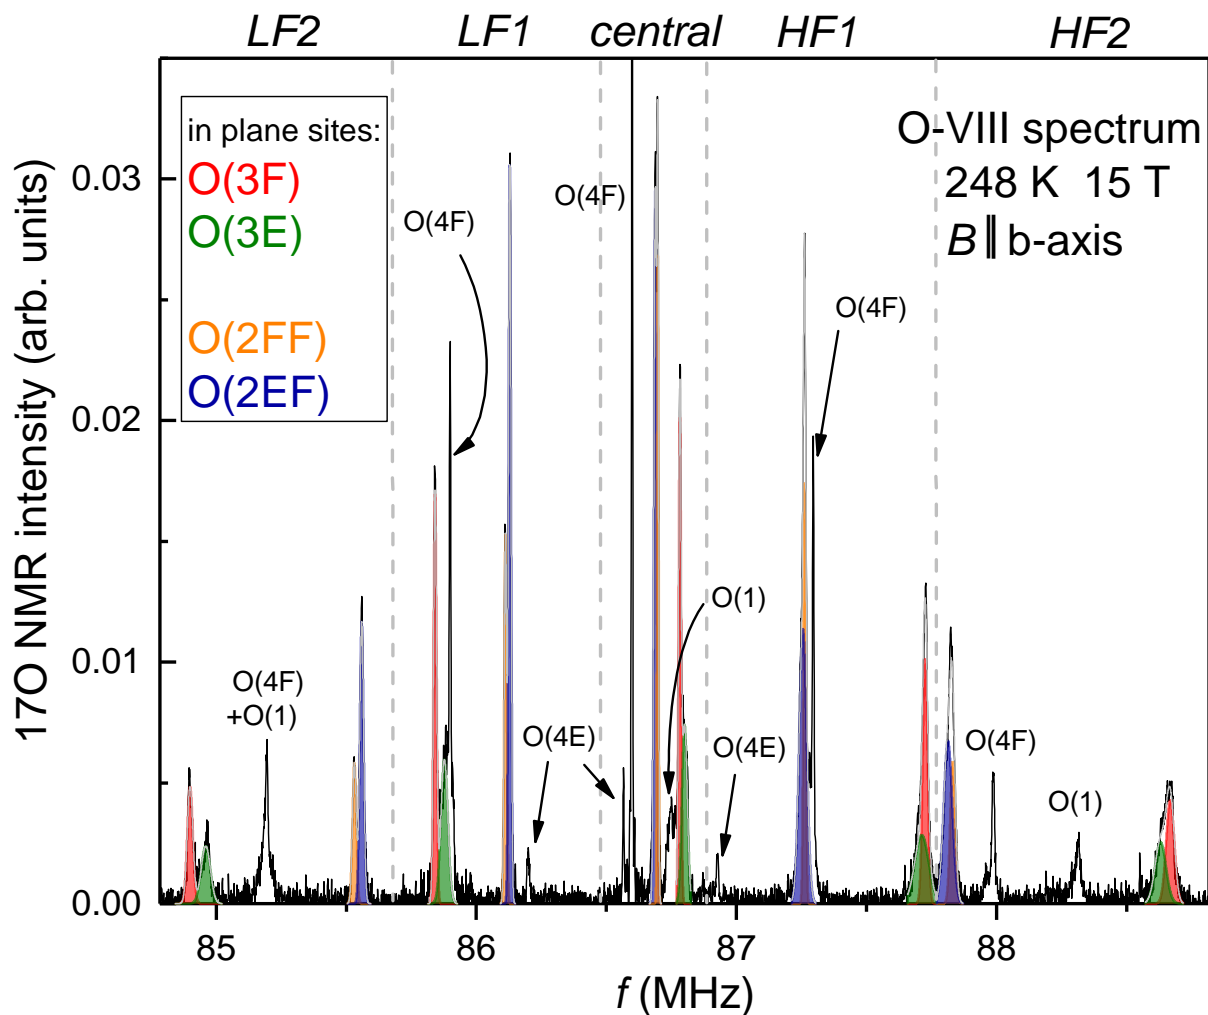 LF2 LF1 central HF1 HF2
in plane sites:
O(3F)
O(3E)
O(2FF)
O(2EF)
O-VIII spectrum
248 K 15 T
B ∥ b-axis
O(4F)
O(4F)
O(4F)
O(1)
O(4F)
+O(1)
O(4E)
O(4E)
O(4F)
O(1)
0.03
0.02
0.01
0.00
17O NMR intensity (arb. units)
85 86 87 88
f (MHz)